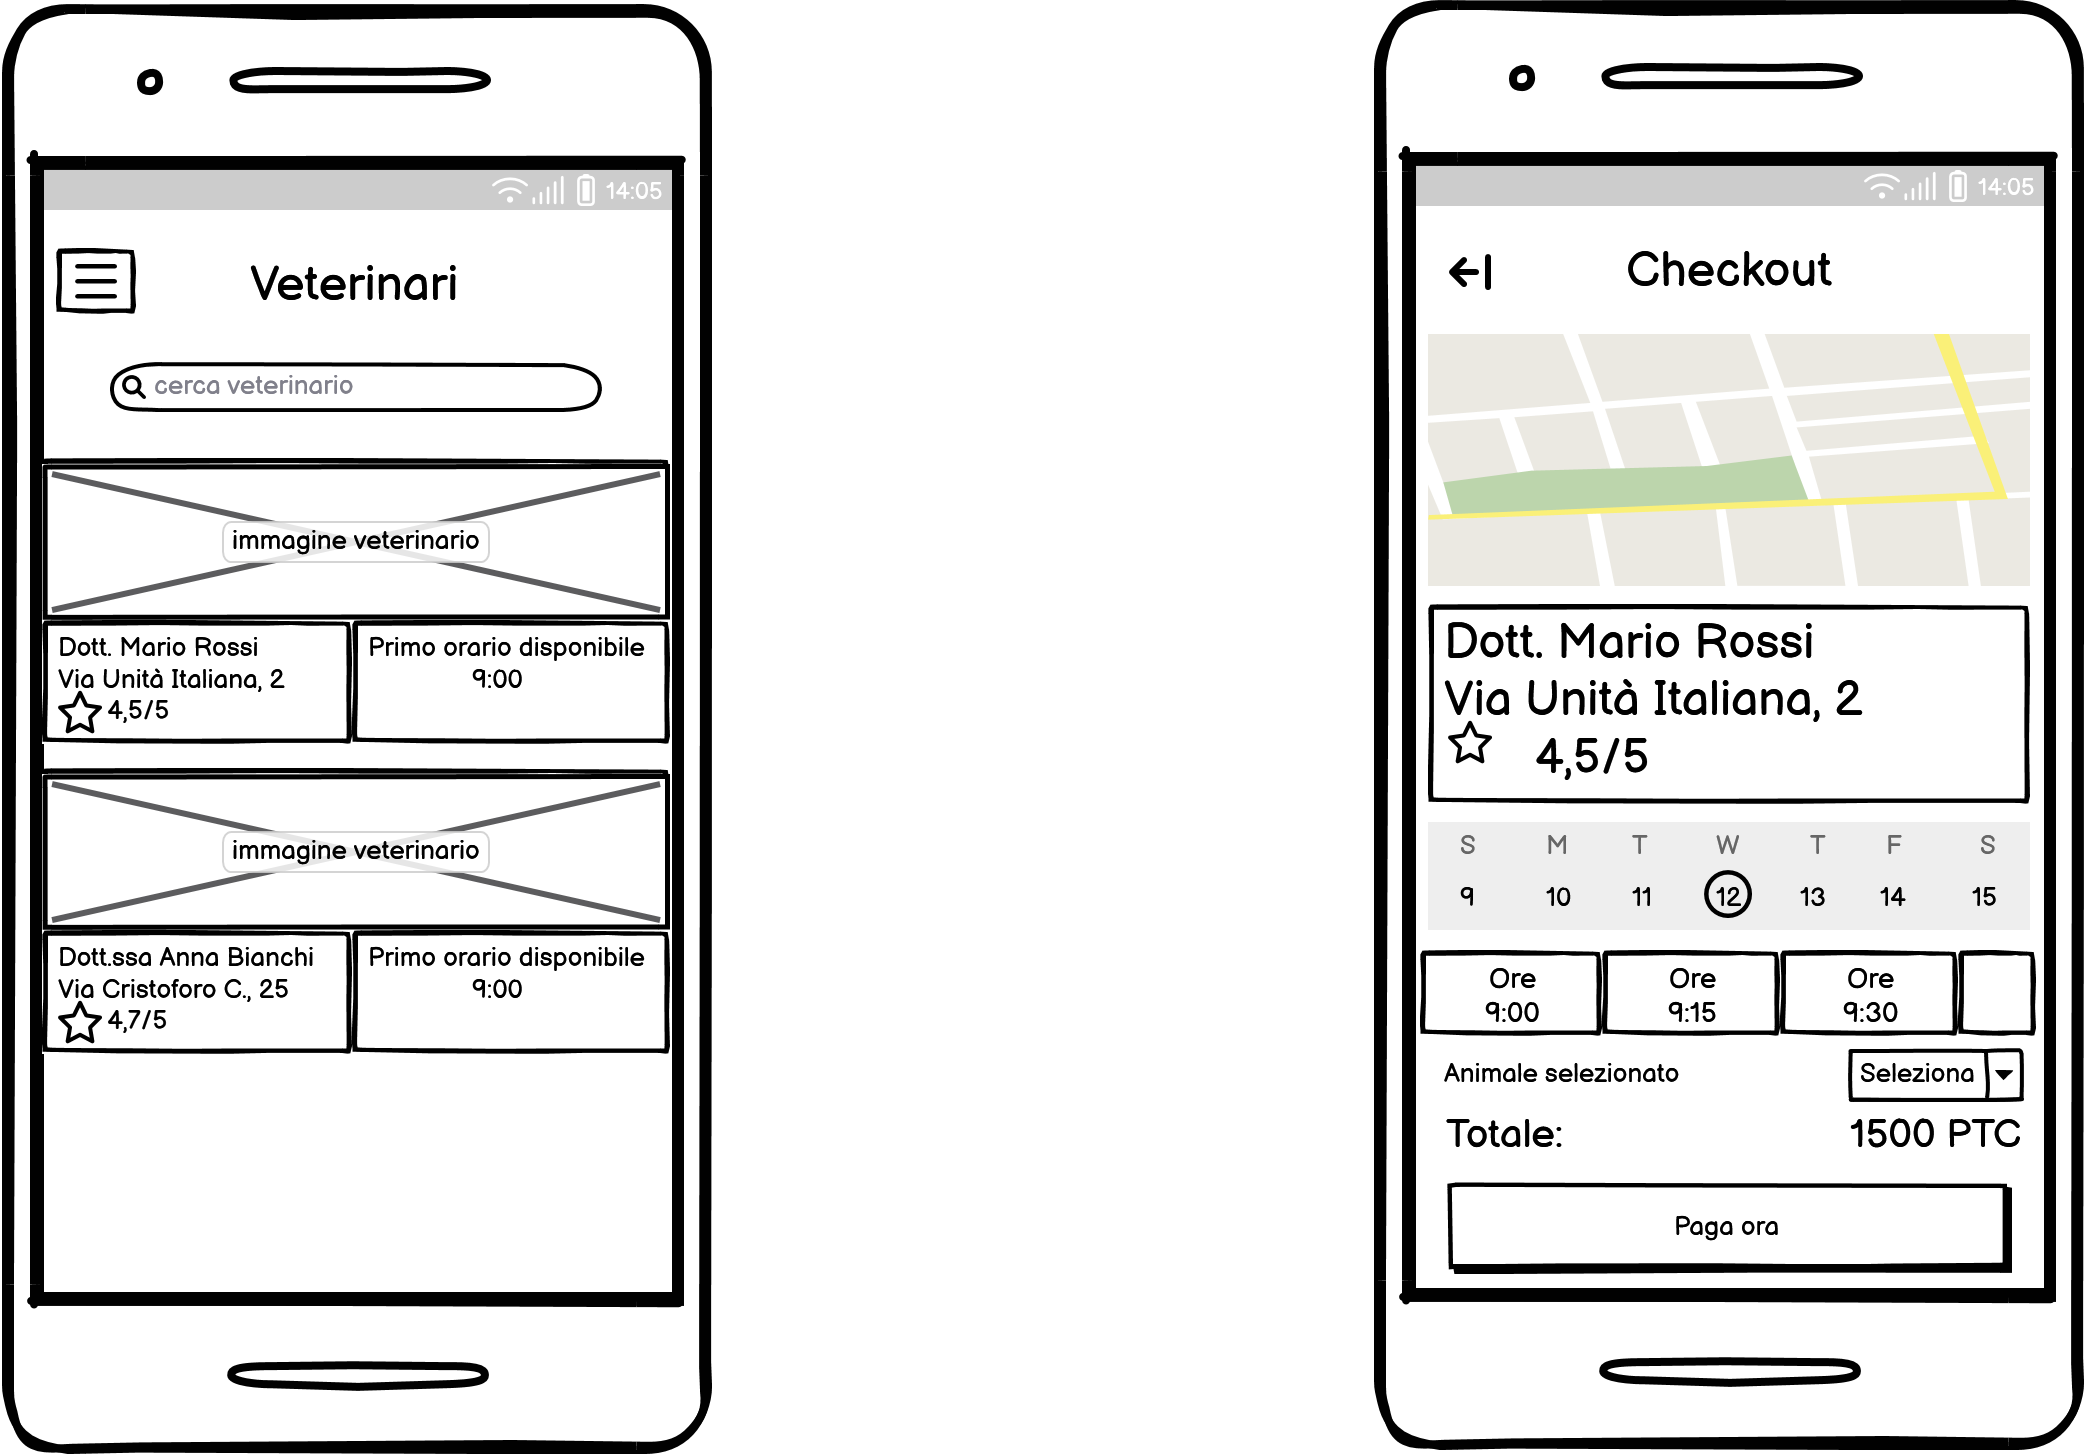 14:05
Veterinari
cerca veterinario
immagine veterinario
Dott. Mario Rossi
Via Unità Italiana, 2
4,5/5
Primo orario disponibile
9:00
immagine veterinario
Dott.ssa Anna Bianchi
Via Cristoforo C., 25
4,7/5
Primo orario disponibile
9:00
14:05
Checkout
Dott. Mario Rossi
Via Unità Italiana, 2
4,5/5
S M T W T F S
9 10 11 12 13 14 15
Ore
9:00
Ore
9:15
Ore
9:30
Animale selezionato
Seleziona
Totale: 1500 PTC
Paga ora